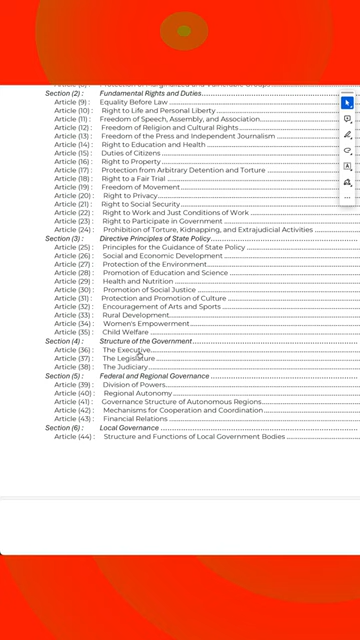 Section (2) : Fundamental Rights and Duties
Article (9) : Equality Before Law
Article (10) : Right to Life and Personal Liberty
Article (11) : Freedom of Speech, Assembly, and Association
Article (12) : Freedom of Religion and Cultural Rights
Article (13) : Freedom of the Press and Independent Journalism
Article (14) : Right to Education and Health
Article (15) : Duties of Citizens
Article (16) : Right to Property
Article (17) : Protection from Arbitrary Detention and Torture
Article (18) : Right to a Fair Trial
Article (19) : Freedom of Movement
Article (20) : Right to Privacy
Article (21) : Right to Social Security
Article (22) : Right to Work and Just Conditions of Work
Article (23) : Right to Participate in Government
Article (24) : Prohibition of Torture, Kidnapping, and Extrajudicial Activities
Section (3) : Directive Principles of State Policy
Article (25) : Principles for the Guidance of State Policy
Article (26) : Social and Economic Development
Article (27) : Protection of the Environment
Article (28) : Promotion of Education and Science
Article (29) : Health and Nutrition
Article (30) : Promotion of Social Justice
Article (31) : Protection and Promotion of Culture
Article (32) : Encouragement of Arts and Sports
Article (33) : Rural Development
Article (34) : Women's Empowerment
Article (35) : Child Welfare
Section (4) : Structure of the Government
Article (36) : The Executive
Article (37) : The Legislature
Article (38) : The Judiciary
Section (5) : Federal and Regional Governance
Article (39) : Division of Powers
Article (40) : Regional Autonomy
Article (41) : Governance Structure of Autonomous Regions
Article (42) : Mechanisms for Cooperation and Coordination
Article (43) : Financial Relations
Section (6) : Local Governance
Article (44) : Structure and Functions of Local Government Bodies